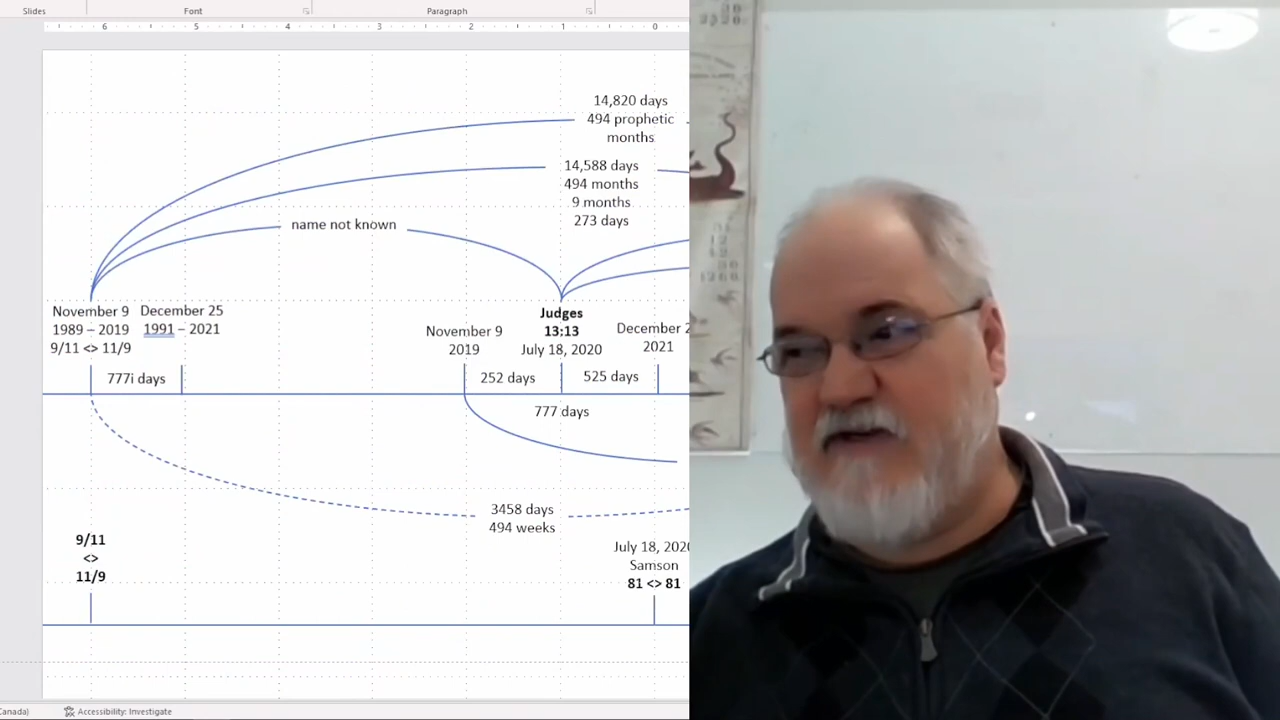 Slides
Font
Paragraph
6 5 4 3 2 1 0
14,820 days
494 prophetic
months
14,588 days
494 months
9 months
273 days
name not known
November 9
1989 – 2019
9/11 <> 11/9
December 25
1991 – 2021
November 9
2019
Judges
13:13
July 18, 2020
December 2
2021
777i days
252 days
525 days
777 days
3458 days
494 weeks
9/11
<>
11/9
July 18, 2020
Samson
81 <> 81
Canada)
Accessibility: Investigate
1260